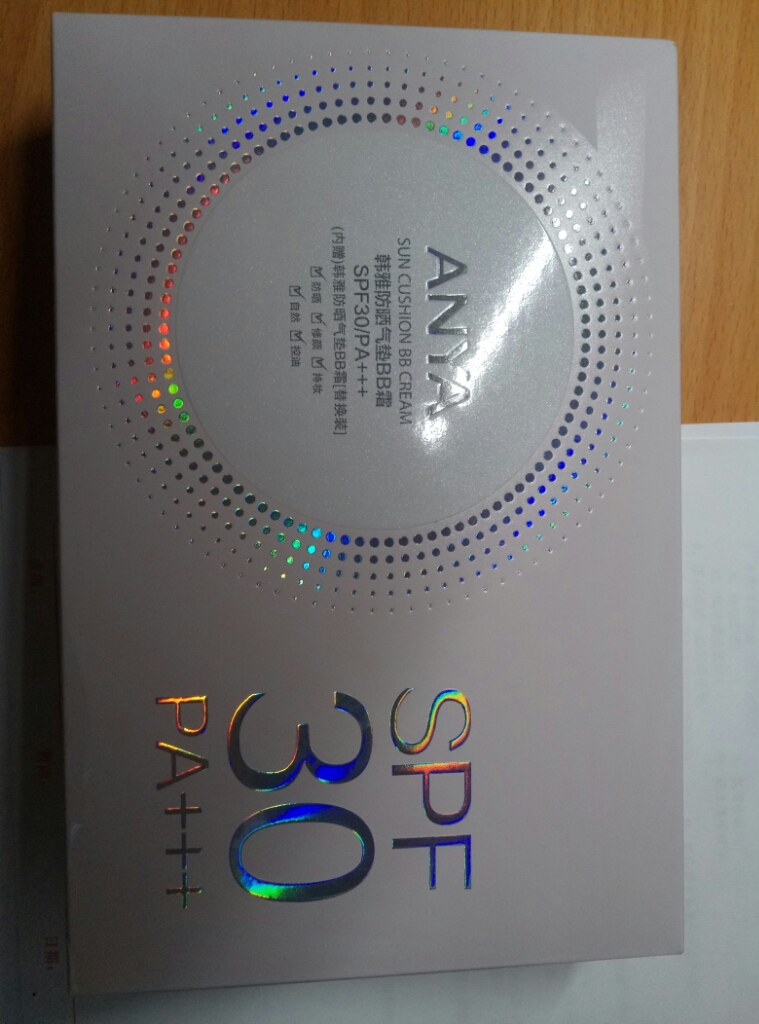 ANYA
SUN CUSHION BB CREAM
韩雅防晒气垫BB霜
SPF30/PA+++
(内赠)韩雅防晒气垫BB霜[替换装]
☑防晒 ☑修颜 ☑持妆
☑自然 ☑控油
SPF
30
PA+++
日期: